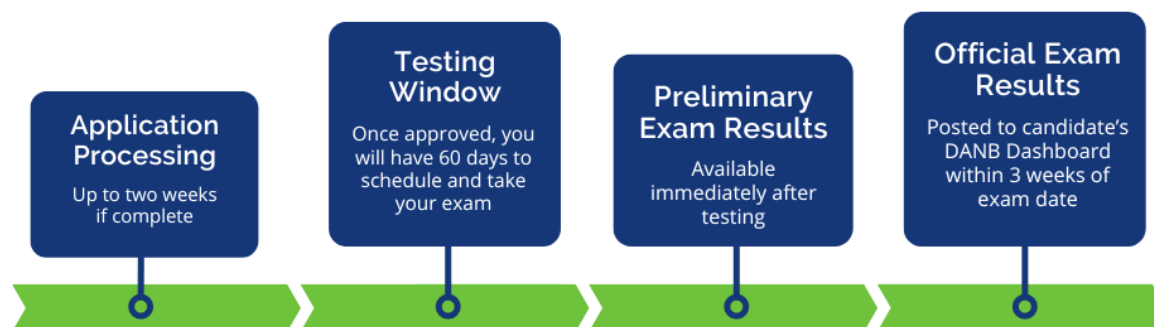 Application
Processing
Up to two weeks
if complete
Testing
Window
Once approved, you
will have 60 days to
schedule and take
your exam
Preliminary
Exam Results
Available
immediately after
testing
Official Exam
Results
Posted to candidate’s
DANB Dashboard
within 3 weeks of
exam date